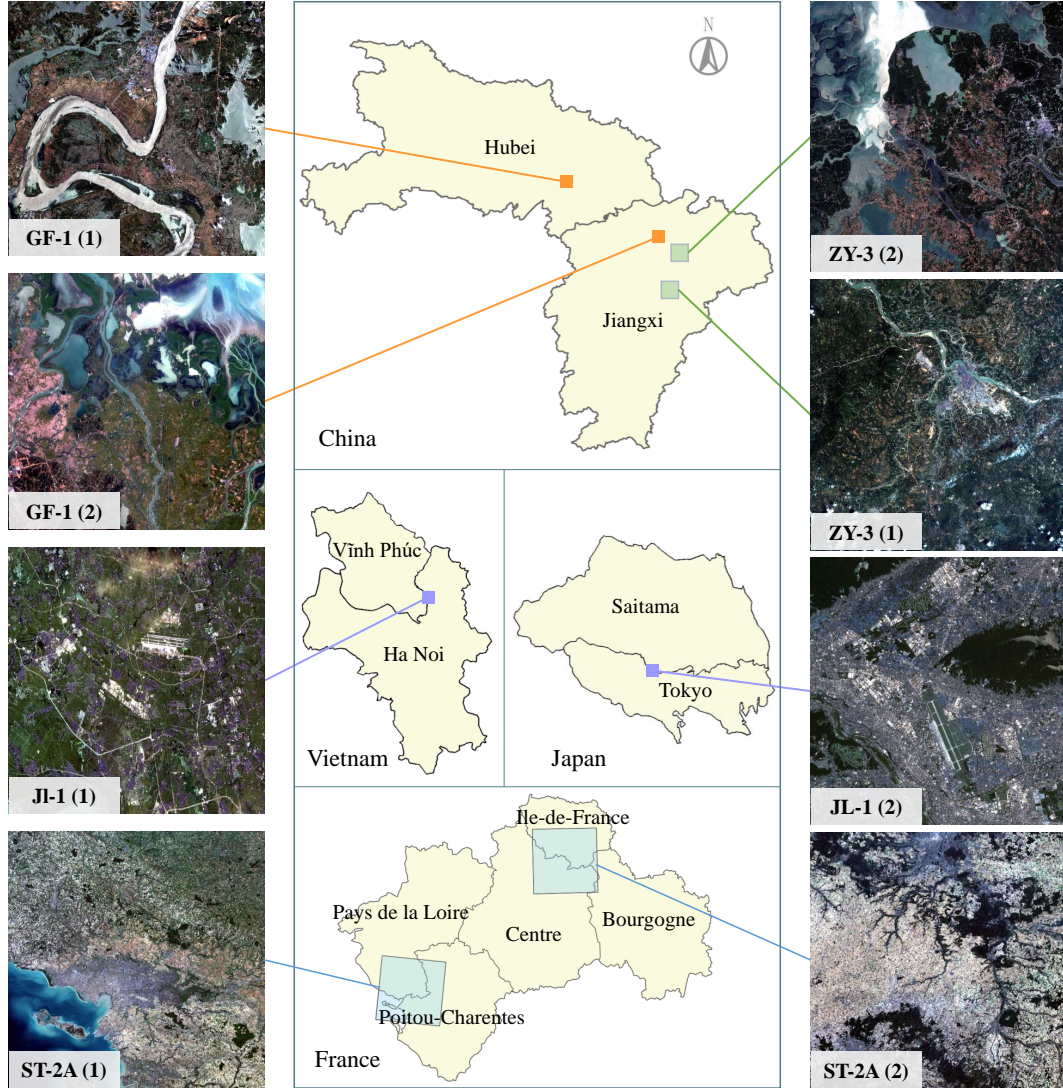 GF-1 (1)
GF-1 (2)
JI-1 (1)
ST-2A (1)
N
Hubei
Jiangxi
China
Vĩnh Phúc
Ha Noi
Vietnam
Saitama
Tokyo
Japan
Ile-de-France
Pays de la Loire
Centre
Bourgogne
Poitou-Charentes
France
ZY-3 (2)
ZY-3 (1)
JL-1 (2)
ST-2A (2)